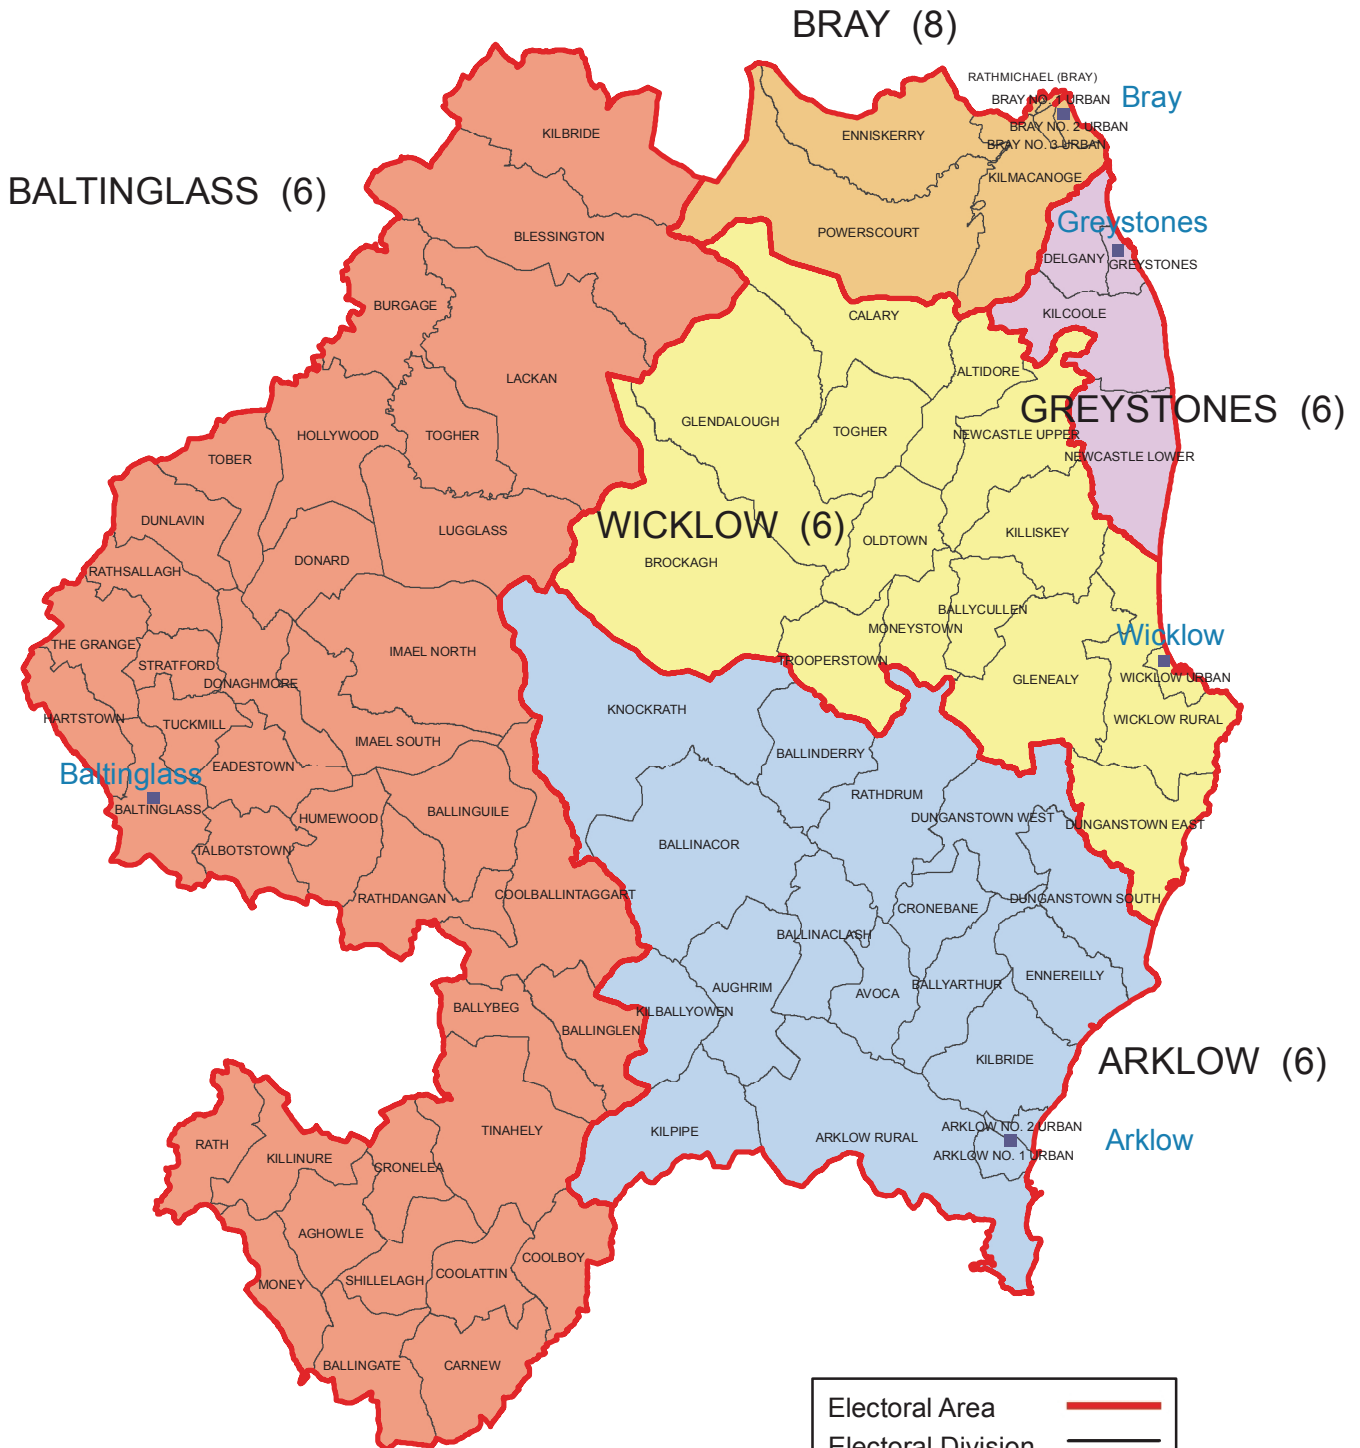 BRAY (8)
RATHMICHAEL (BRAY)
BRAY NO. 1 URBAN
Bray
BRAY NO. 2 URBAN
KILBRIDE
ENNISKERRY
BRAY NO. 3 URBAN
KILMACANOGE
BALTINGLASS (6)
Greystones
BLESSINGTON
POWERSCOURT
DELGANY
GREYSTONES
BURGAGE
CALARY
KILCOOLE
LACKAN
ALTIDORE
GREYSTONES (6)
GLENDALOUGH
HOLLYWOOD
TOGHER
TOGHER
NEWCASTLE UPPER
TOBER
NEWCASTLE LOWER
DUNLAVIN
WICKLOW (6)
LUGGLASS
KILLISKEY
OLDTOWN
DONARD
BROCKAGH
RATHSALLAGH
BALLYCULLEN
MONEYSTOWN
Wicklow
THE GRANGE
IMAEL NORTH
STRATFORD
TROOPERSTOWN
DONAGHMORE
GLENEALY
WICKLOW URBAN
KNOCKRATH
HARTSTOWN
TUCKMILL
WICKLOW RURAL
IMAEL SOUTH
BALLINDERRY
EADESTOWN
Baltinglass
RATHDRUM
BALTINGLASS
HUMEWOOD
BALLINGUILE
DUNGANSTOWN WEST
DUNGANSTOWN EAST
BALLINACOR
TALBOTSTOWN
RATHDANGAN
COOLBALLINTAGGART
DUNGANSTOWN SOUTH
CRONEBANE
BALLINACLASH
ENNEREILLY
AUGHRIM
BALLYARTHUR
AVOCA
BALLYBEG
KILBALLYOWEN
BALLINGLEN
KILBRIDE
ARKLOW (6)
ARKLOW NO. 2 URBAN
TINAHELY
KILPIPE
ARKLOW RURAL
Arklow
RATH
ARKLOW NO. 1 URBAN
KILLINURE
CRONELEA
AGHOWLE
COOLBOY
COOLATTIN
SHILLELAGH
MONEY
BALLINGATE
CARNEW
Electoral Area
Electoral Division